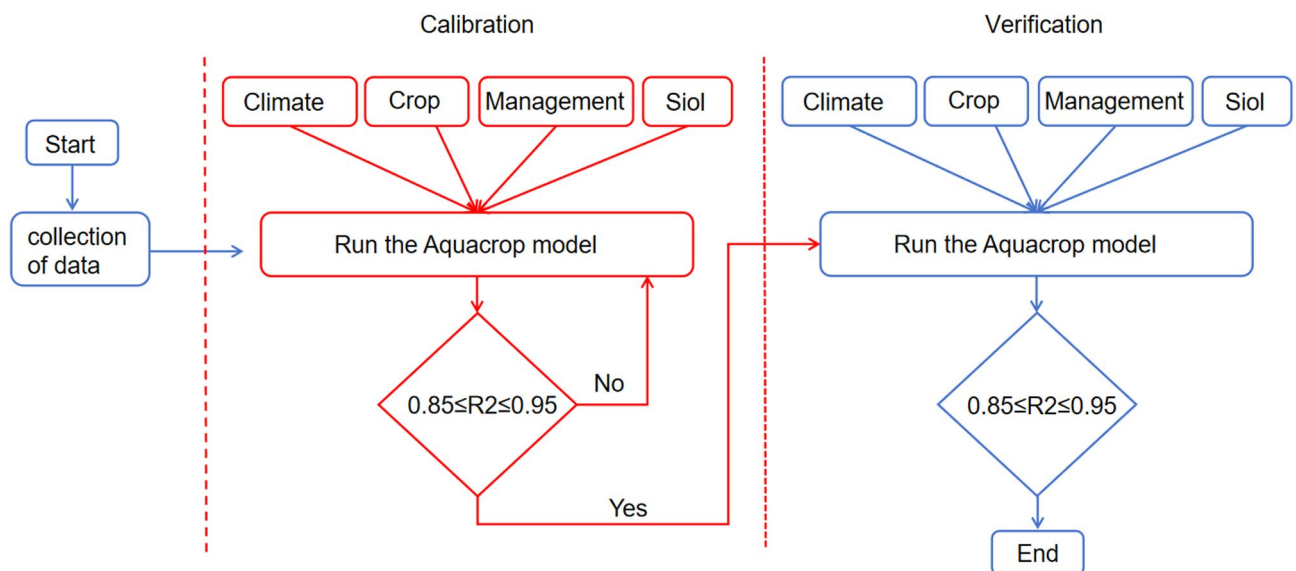 Calibration
Verification
Climate
Crop
Management
Siol
Climate
Crop
Management
Siol
Start
collection
of data
Run the Aquacrop model
Run the Aquacrop model
No
0.85≤R2≤0.95
0.85≤R2≤0.95
Yes
End